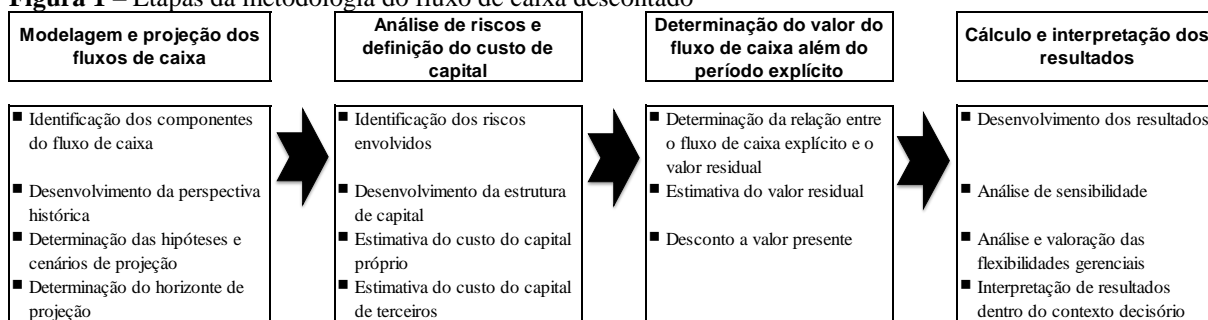 Figura 1 – Etapas da metodologia do fluxo de caixa descontado
Modelagem e projeção dos
fluxos de caixa
■ Identificação dos componentes
do fluxo de caixa
■ Desenvolvimento da perspectiva
histórica
■ Determinação das hipóteses e
cenários de projeção
■ Determinação do horizonte de
projeção
Análise de riscos e
definição do custo de
capital
■ Identificação dos riscos
envolvidos
■ Desenvolvimento da estrutura
de capital
■ Estimativa do custo do capital
próprio
■ Estimativa do custo do capital
de terceiros
Determinação do valor do
fluxo de caixa além do
período explícito
■ Determinação da relação entre
o fluxo de caixa explícito e o
valor residual
■ Estimativa do valor residual
■ Desconto a valor presente
Cálculo e interpretação dos
resultados
■ Desenvolvimento dos resultados
■ Análise de sensibilidade
■ Análise e valoração das
flexibilidades gerenciais
■ Interpretação de resultados
dentro do contexto decisório